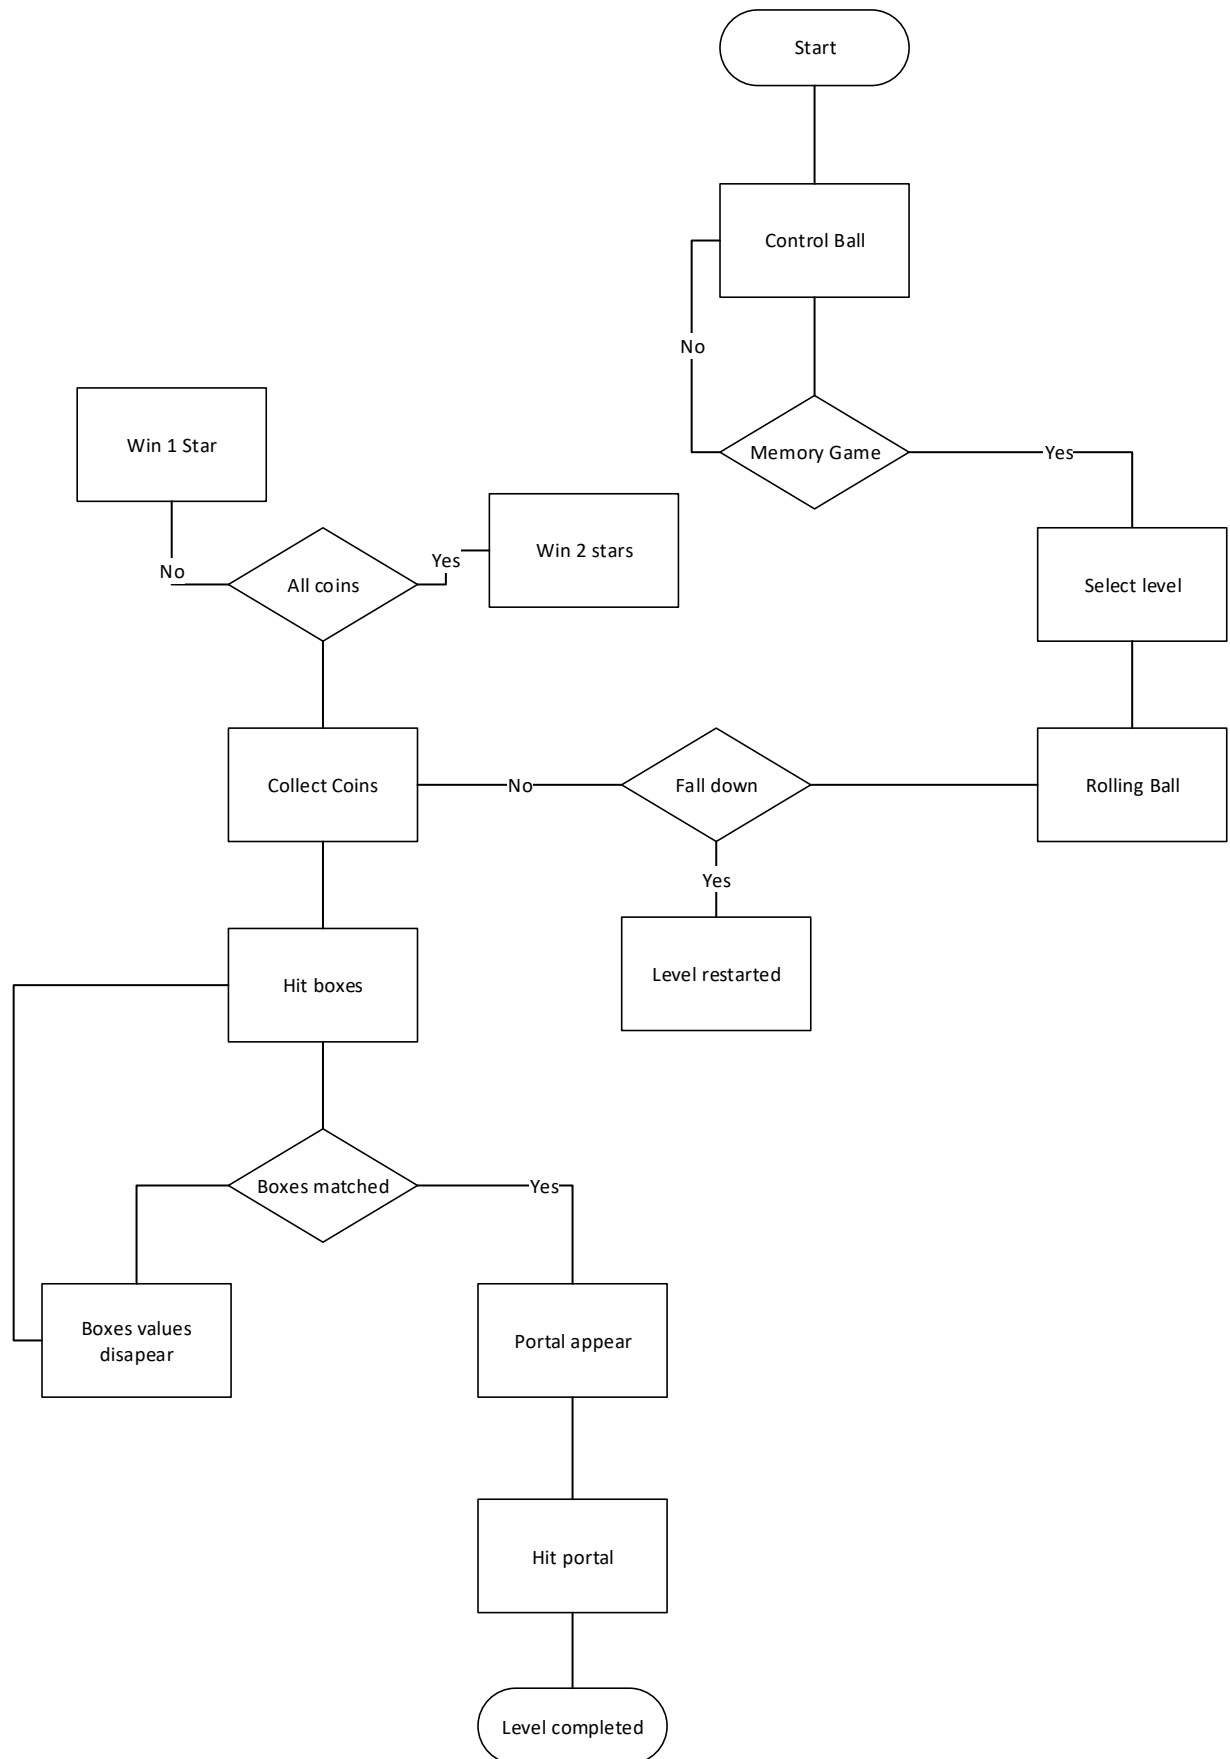 Start
Control Ball
No
Memory Game
Yes
Win 1 Star
Win 2 stars
Yes
No
All coins
Select level
Collect Coins
No
Fall down
Rolling Ball
Yes
Hit boxes
Level restarted
Boxes matched
Yes
Boxes values
disapear
Portal appear
Hit portal
Level completed